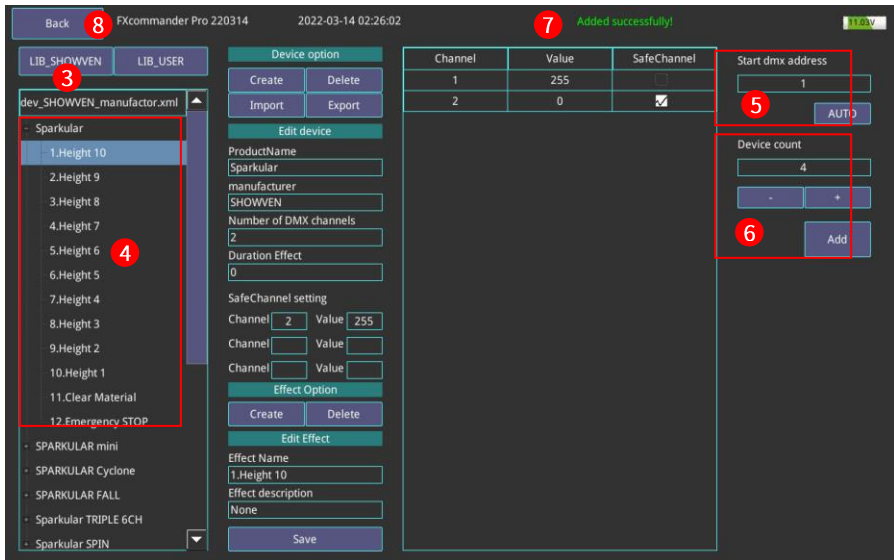 Back
8
FXcommander Pro 220314
2022-03-14 02:26:02
7
Added successfully!
11.03V
LIB_SHOWVEN
LIB_USER
3
dev_SHOWVEN_manufactor.xml
Sparkular
1.Height 10
2.Height 9
3.Height 8
4.Height 7
5.Height 6
4
6.Height 5
7.Height 4
8.Height 3
9.Height 2
10.Height 1
11.Clear Material
12.Emergency STOP
SPARKULAR mini
SPARKULAR Cyclone
SPARKULAR FALL
Sparkular TRIPLE 6CH
Sparkular SPIN
Device option
Create Delete
Import Export
Edit device
ProductName
Sparkular
manufacturer
SHOWVEN
Number of DMX channels
2
Duration Effect
0
SafeChannel setting
Channel 2 Value 255
Channel Value
Channel Value
Effect Option
Create Delete
Edit Effect
Effect Name
1.Height 10
Effect description
None
Save
Channel Value SafeChannel
1 255
2 0
Start dmx address
1
5
AUTO
Device count
4
- +
6
Add